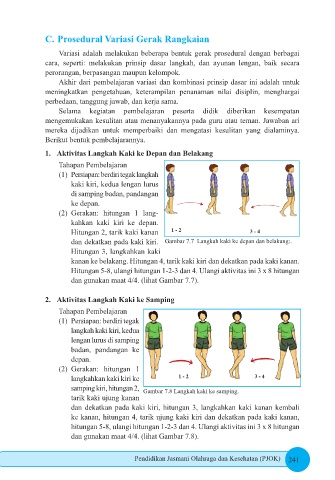 C. Prosedural Variasi Gerak Rangkaian
Variasi adalah melakukan beberapa bentuk gerak prosedural dengan berbagai
cara, seperti: melakukan prinsip dasar langkah, dan ayunan lengan, baik secara
perorangan, berpasangan maupun kelompok.
Akhir dari pembelajaran variasi dan kombinasi prinsip dasar ini adalah untuk
meningkatkan pengetahuan, keterampilan penanaman nilai disiplin, menghargai
perbedaan, tanggung jawab, dan kerja sama.
Selama kegiatan pembelajaran peserta didik diberikan kesempatan
mengemukakan kesulitan atau menanyakannya pada guru atau teman. Jawaban ari
mereka dijadikan untuk memperbaiki dan mengatasi kesulitan yang dialaminya.
Berikut bentuk pembelajarannya.
1. Aktivitas Langkah Kaki ke Depan dan Belakang
Tahapan Pembelajaran
(1) Persiapan: berdiri tegak langkah
kaki kiri, kedua lengan lurus
di samping badan, pandangan
ke depan.
(2) Gerakan: hitungan 1 lang-
kahkan kaki kiri ke depan.
Hitungan 2, tarik kaki kanan
dan dekatkan pada kaki kiri.
Hitungan 3, langkahkan kaki
kanan ke belakang. Hitungan 4, tarik kaki kiri dan dekatkan pada kaki kanan.
Hitungan 5-8, ulangi hitungan 1-2-3 dan 4. Ulangi aktivitas ini 3 x 8 hitungan
dan gunakan maat 4/4. (lihat Gambar 7.7).
1 - 2
3 - 4
Gambar 7.7 Langkah kaki ke depan dan belakang.
2. Aktivitas Langkah Kaki ke Samping
Tahapan Pembelajaran
(1) Persiapan: berdiri tegak
langkah kaki kiri, kedua
lengan lurus di samping
badan, pandangan ke
depan.
(2) Gerakan: hitungan 1
langkahkan kaki kiri ke
samping kiri, hitungan 2,
tarik kaki ujung kanan
dan dekatkan pada kaki kiri, hitungan 3, langkahkan kaki kanan kembali
ke kanan, hitungan 4, tarik ujung kaki kiri dan dekatkan pada kaki kanan,
hitungan 5-8, ulangi hitungan 1-2-3 dan 4. Ulangi aktivitas ini 3 x 8 hitungan
dan gunakan maat 4/4. (lihat Gambar 7.8).
1 - 2
3 - 4
Gambar 7.8 Langkah kaki ke samping.
Pendidikan Jasmani Olahraga dan Kesehatan (PJOK)
241